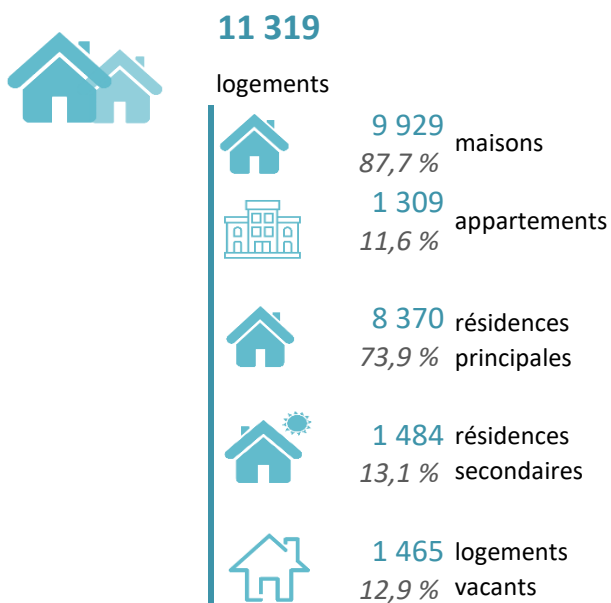 11 319
logements
9 929
87,7 %
maisons
1 309
11,6 %
appartements
8 370 résidences
73,9 % principales
1 484 résidences
13,1 % secondaires
1 465 logements
12,9 % vacants